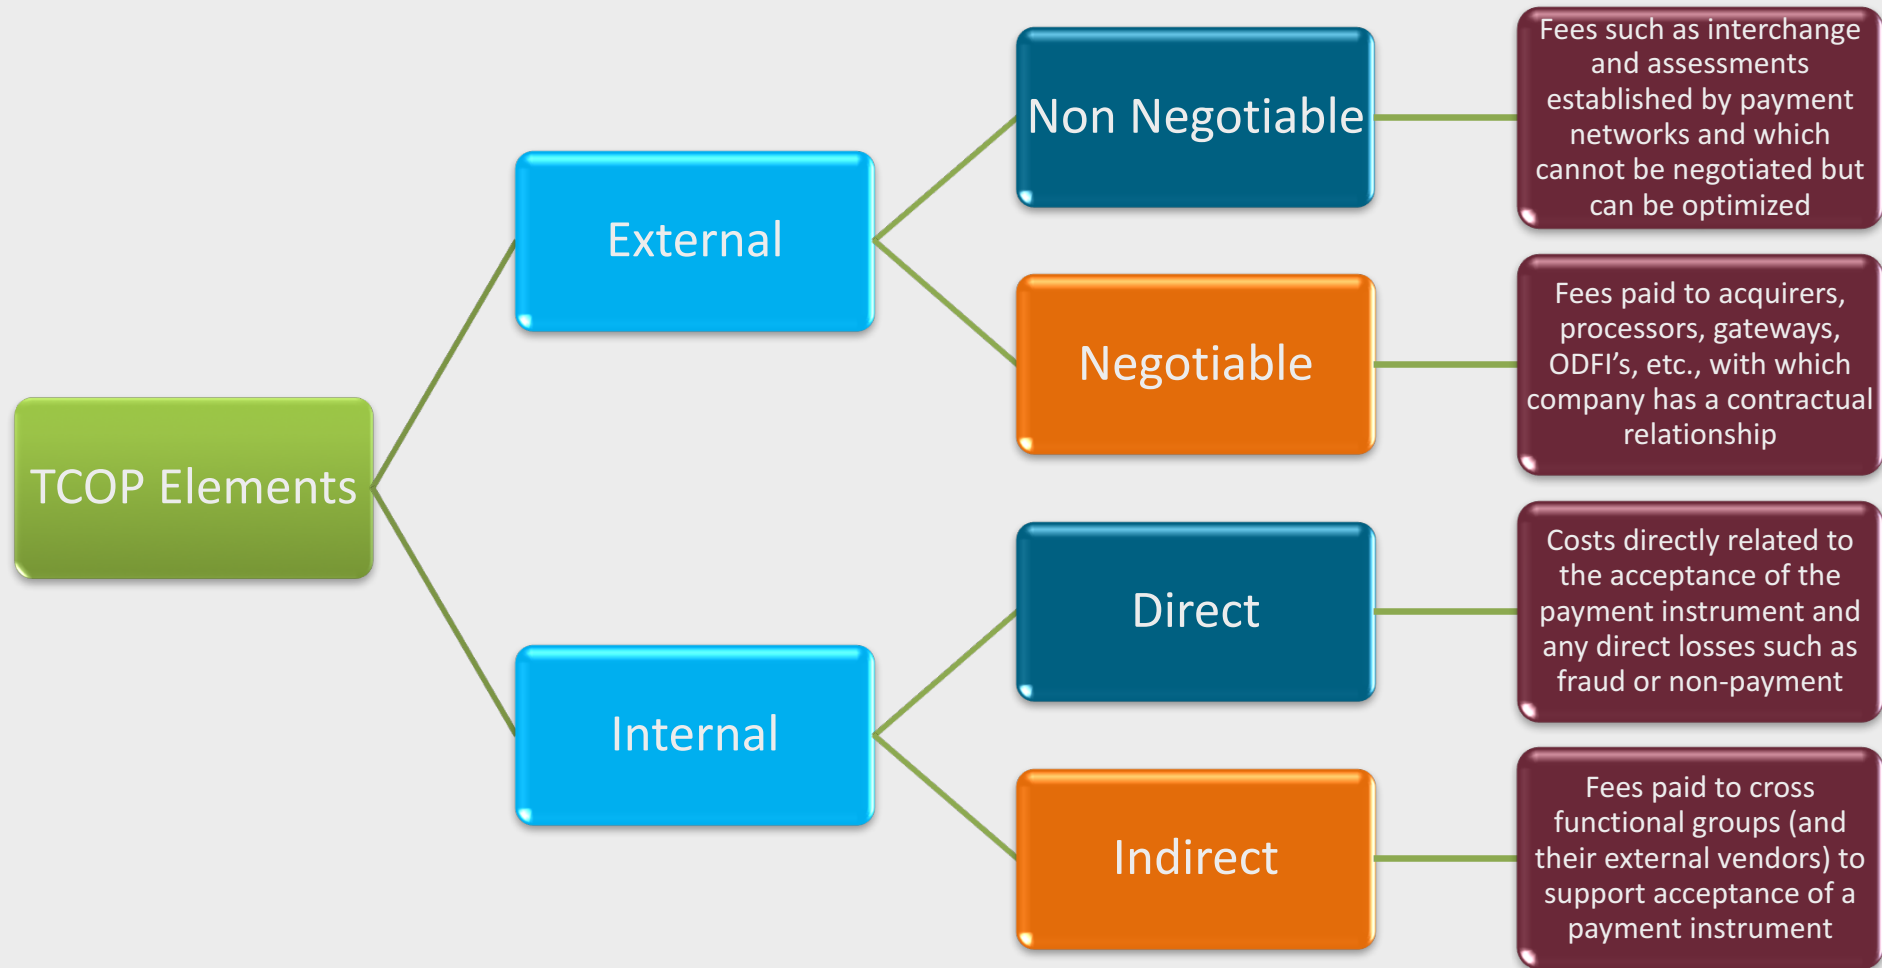 TCOP Elements
External
Non Negotiable
Fees such as interchange
and assessments
established by payment
networks and which
cannot be negotiated but
can be optimized
Negotiable
Fees paid to acquirers,
processors, gateways,
ODFI’s, etc., with which
company has a contractual
relationship
Internal
Direct
Costs directly related to
the acceptance of the
payment instrument and
any direct losses such as
fraud or non-payment
Indirect
Fees paid to cross
functional groups (and
their external vendors) to
support acceptance of a
payment instrument